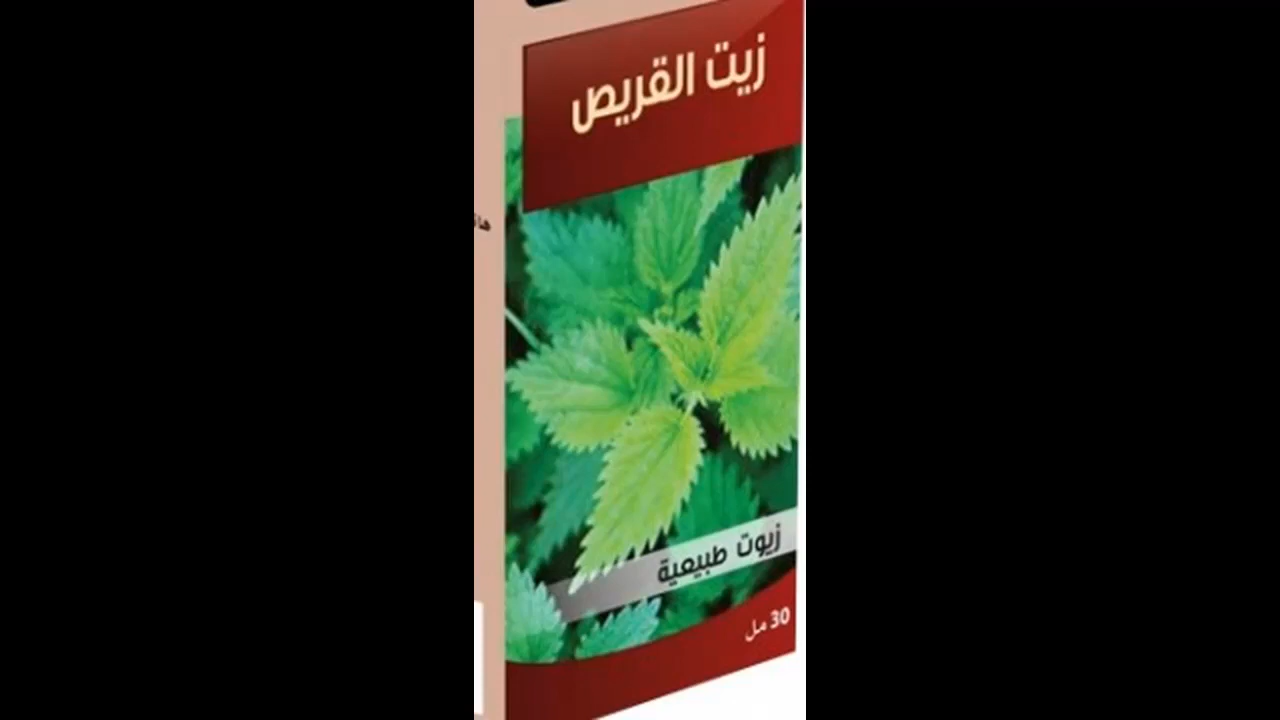 زيت القريص
زيوت طبيعية
30 مل